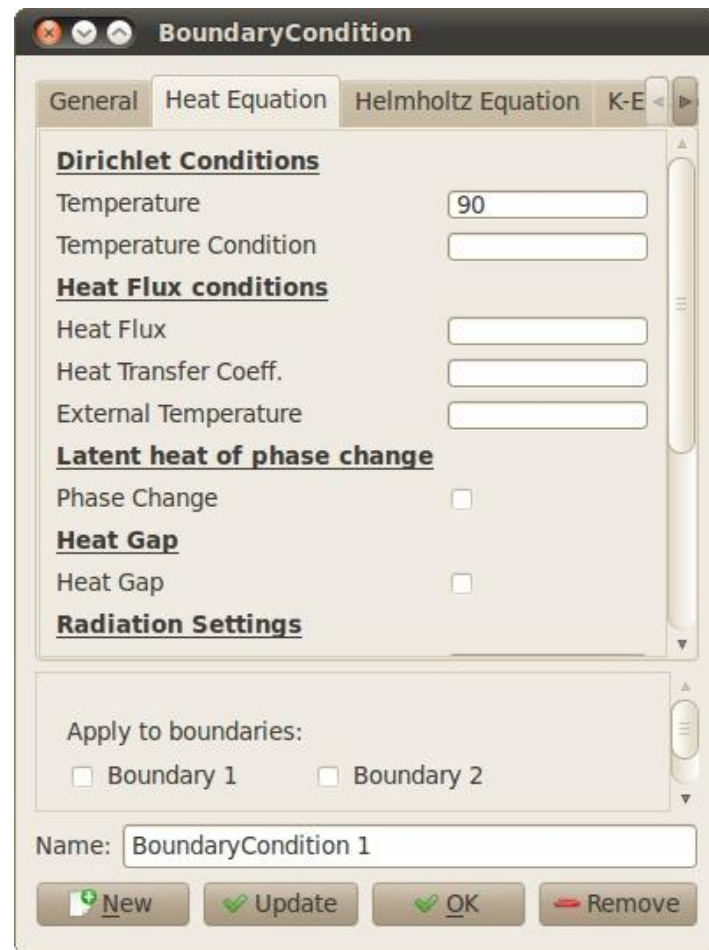 BoundaryCondition
General Heat Equation Helmholtz Equation K-E
Dirichlet Conditions
Temperature 90
Temperature Condition
Heat Flux conditions
Heat Flux
Heat Transfer Coeff.
External Temperature
Latent heat of phase change
Phase Change
Heat Gap
Heat Gap
Radiation Settings
Apply to boundaries:
Boundary 1 Boundary 2
Name: BoundaryCondition 1
New Update OK Remove